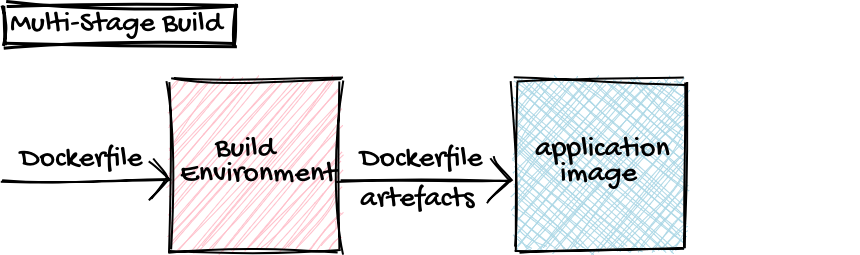 Multi-Stage Build
Dockerfile
Build
Environment
Dockerfile
artefacts
application
image